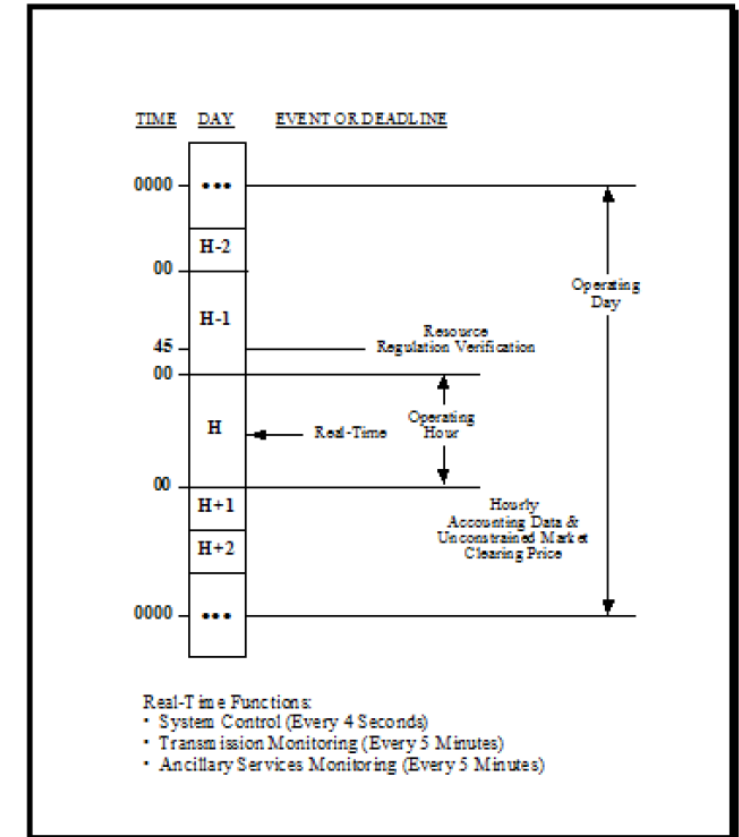 TIME DAY EVENT OR DEADLINE
0000 •••
H-2
00
H-1
Operating
Day
Resource
45 Regulation Verification
00
H Real-Time
Operating
Hour
00
H+1
Hourly
Accounting Data &
Unconstrained Market
Clearing Price
H+2
0000 •••
Real-Time Functions:
• System Control (Every 4 Seconds)
• Transmission Monitoring (Every 5 Minutes)
• Ancillary Services Monitoring (Every 5 Minutes)